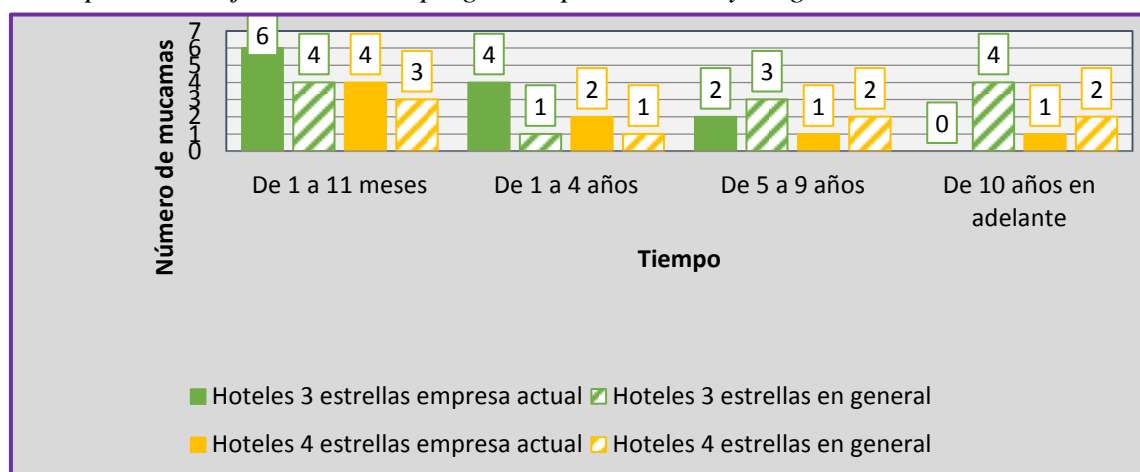 7
6
5
4
3
2
1
0
Número de mucamas
6 4 4 3 4 1 2 1 2 3 1 2 0 4 1 2
De 1 a 11 meses De 1 a 4 años De 5 a 9 años De 10 años en
adelante
Tiempo
Hoteles 3 estrellas empresa actual Hoteles 3 estrellas en general
Hoteles 4 estrellas empresa actual Hoteles 4 estrellas en general